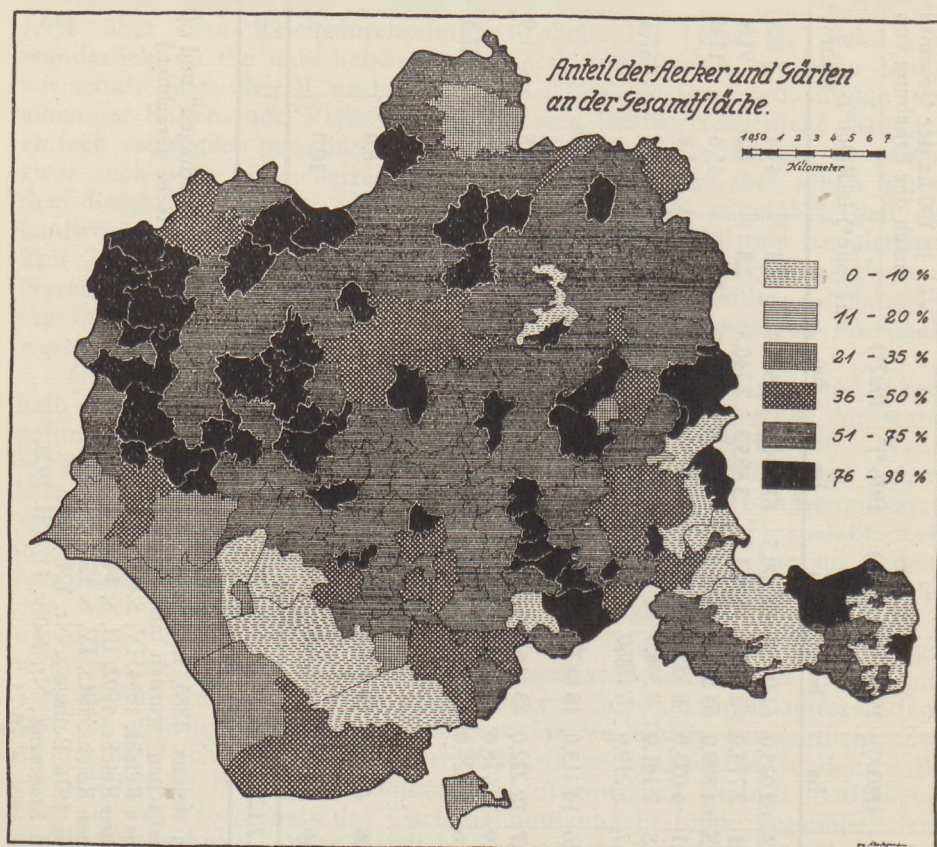 Anteil der Aecker und Gärten
an der Gesamtfläche.
1 0,5 0 1 2 3 4 5 6 7
Kilometer
0 - 10 %
11 - 20 %
21 - 35 %
36 - 50 %
51 - 75 %
76 - 98 %